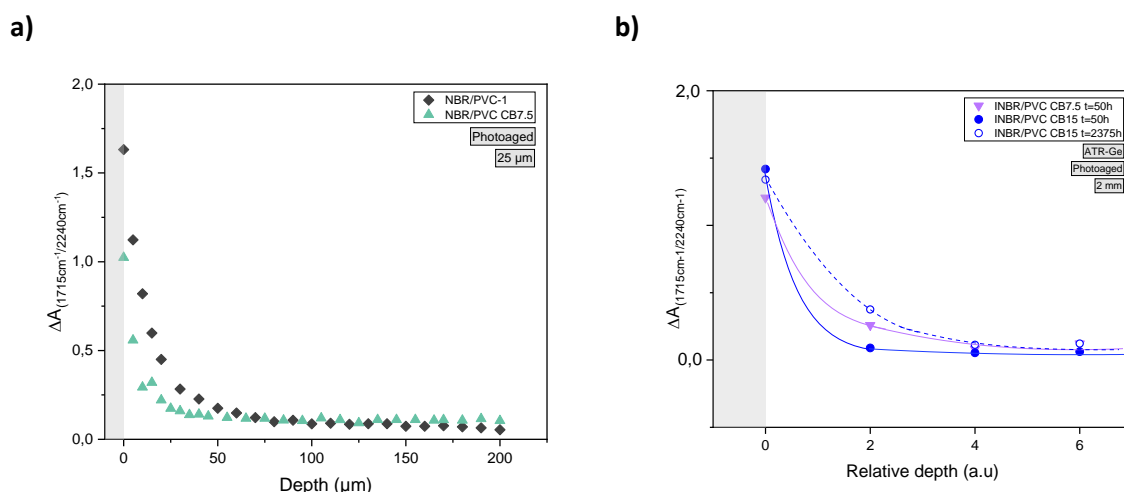 a)
2,0
1,5
1,0
0,5
0,0
ΔA(1715cm⁻¹/2240cm⁻¹)
NBR/PVC-1
NBR/PVC CB7.5
Photoaged
25 µm
0
50
100
150
200
Depth (µm)
b)
2,0
0,0
ΔA(1715cm-1/2240cm-1)
INBR/PVC CB7.5 t=50h
INBR/PVC CB15 t=50h
INBR/PVC CB15 t=2375h
ATR-Ge
Photoaged
2 mm
0
2
4
6
Relative depth (a.u)